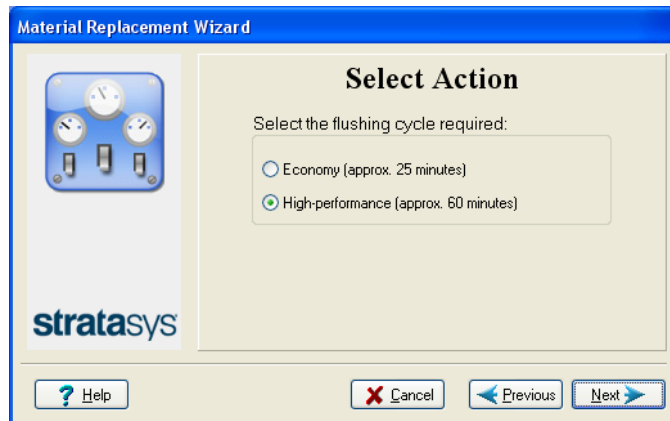 Material Replacement Wizard
Select Action
Select the flushing cycle required:
Economy (approx. 25 minutes)
High-performance (approx. 60 minutes)
stratasys
Help
Cancel
Previous
Next